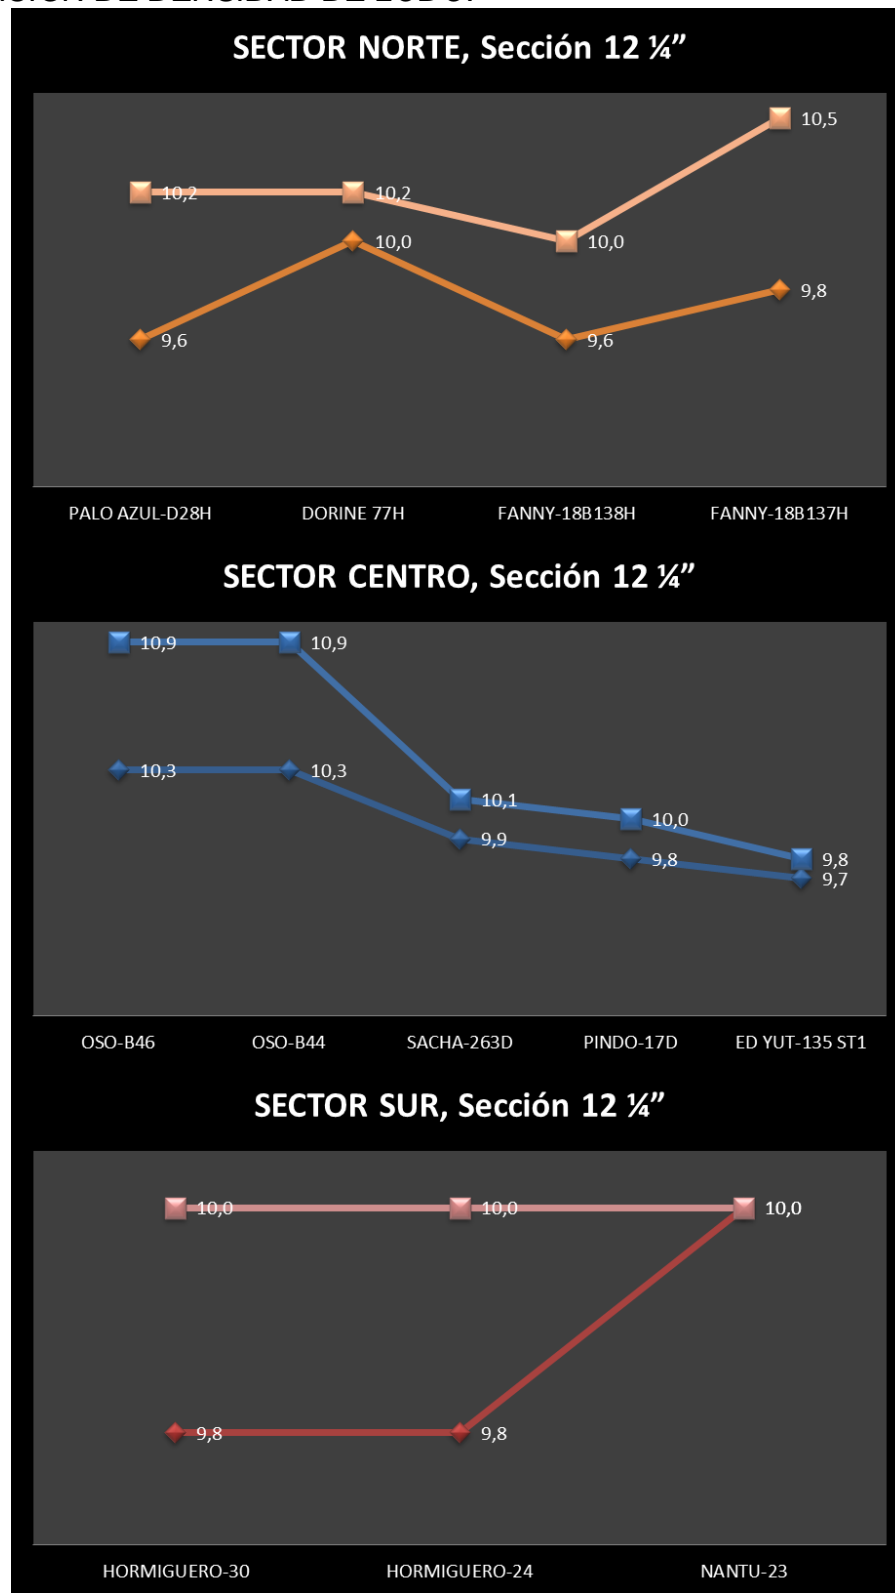 DE DENSIDAD DE LODO.
SECTOR NORTE, Sección 12 ¼”
10,5
10,2 10,2
10,0 10,0
9,8
9,6 9,6
PALO AZUL-D28H DORINE 77H FANNY-18B138H FANNY-18B137H
SECTOR CENTRO, Sección 12 ¼”
10,9 10,9
10,3 10,3
10,1
10,0
9,9
9,8 9,8
9,7
OSO-B46 OSO-B44 SACHA-263D PINDO-17D ED YUT-135 ST1
SECTOR SUR, Sección 12 ¼”
10,0 10,0 10,0
9,8 9,8
HORMIGUERO-30 HORMIGUERO-24 NANTU-23